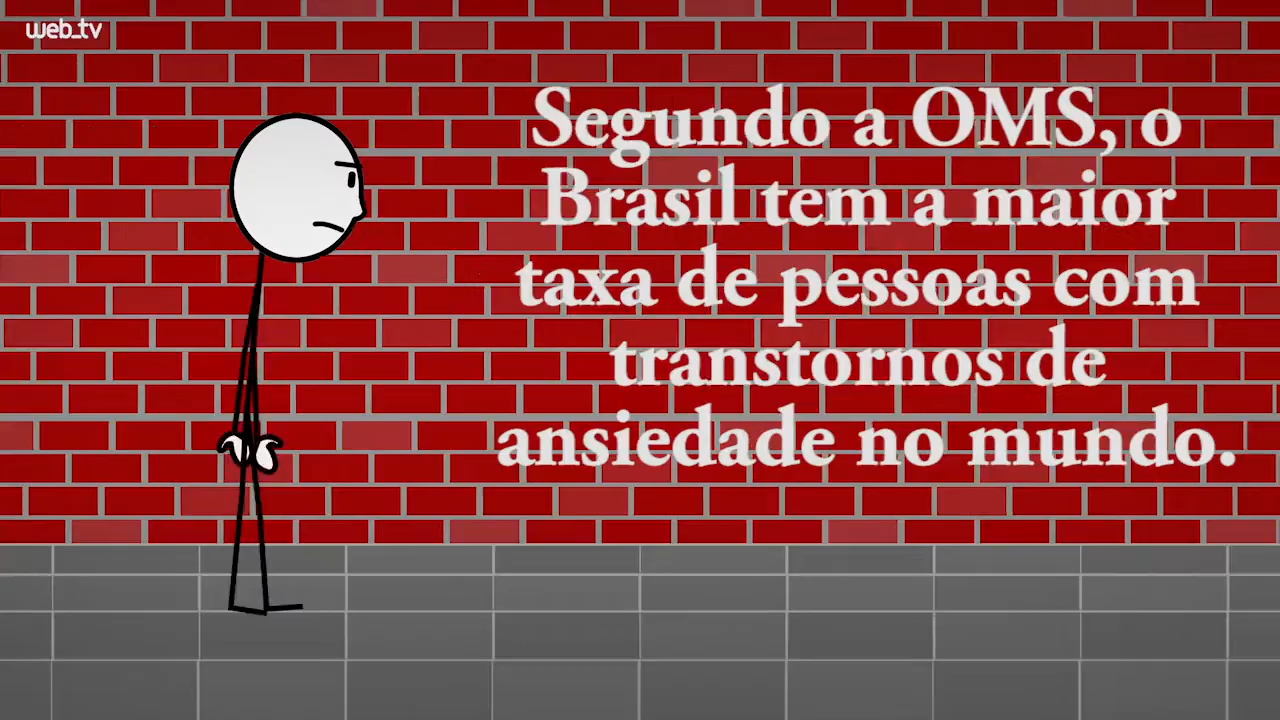 web_tv
Segundo a OMS, o
Brasil tem a maior
taxa de pessoas com
transtornos de
ansiedade no mundo.